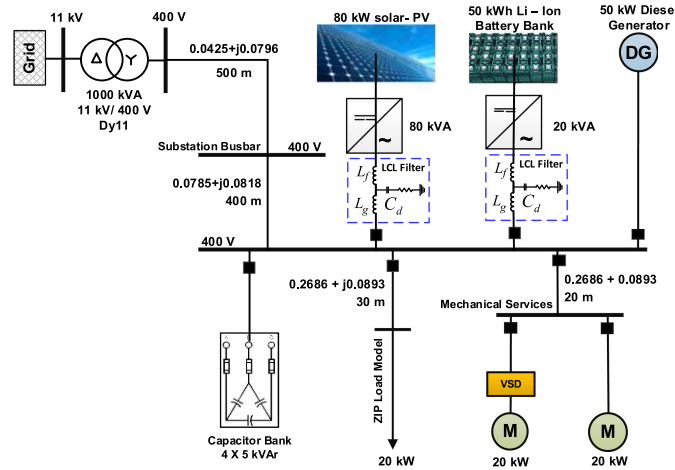 11 kV
400 V
Grid
Δ
Y
1000 kVA
11 kV/ 400 V
Dy11
0.0425+j0.0796
500 m
Substation Busbar
400 V
0.0785+j0.0818
400 m
400 V
80 kW solar- PV
~
80 kVA
LCL Filter
Lf
Lg
Cd
50 kWh Li – Ion
Battery Bank
~
20 kVA
LCL Filter
Lf
Lg
Cd
50 kW Diese
Generator
DG
Capacitor Bank
4 X 5 kVAr
0.2686 + j0.0893
30 m
ZIP Load Model
20 kW
0.2686 + 0.0893
20 m
Mechanical Services
VSD
M
20 kW
M
20 kW